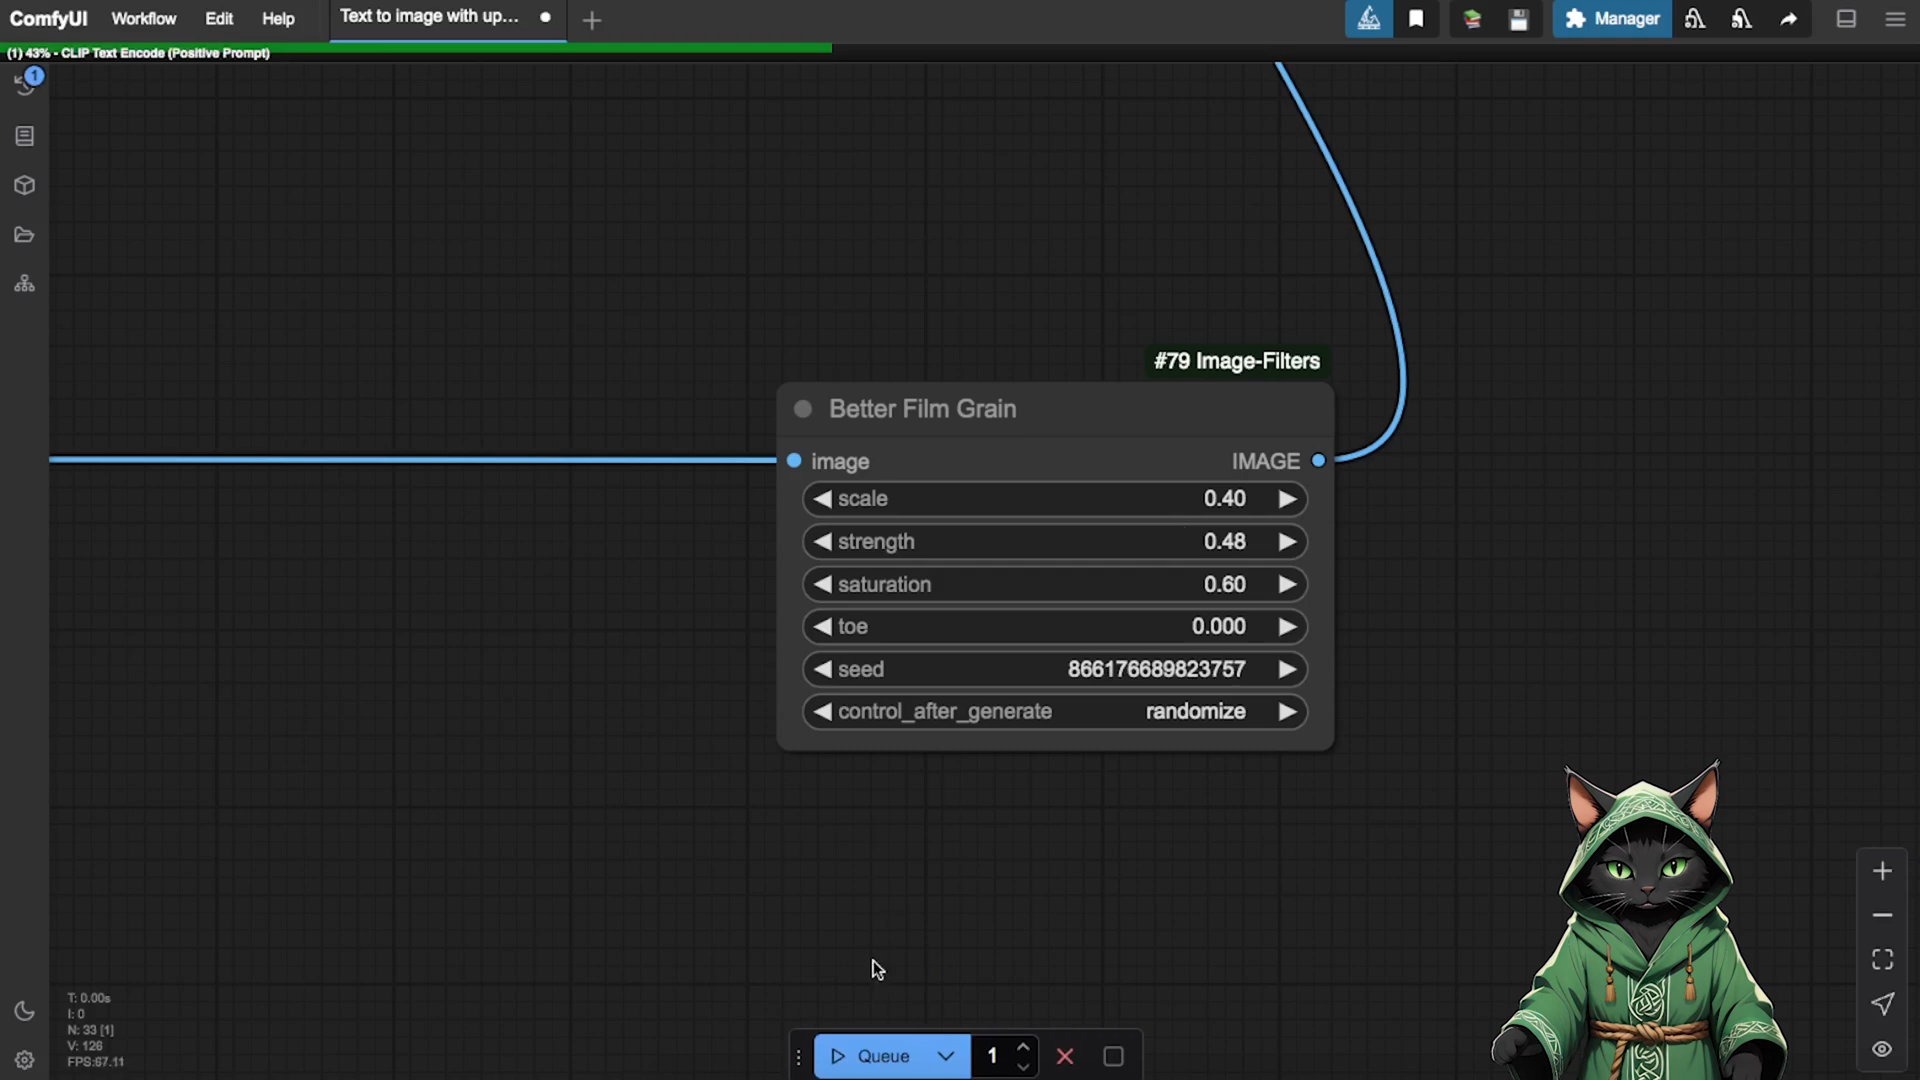 ComfyUI Workflow Edit Help Text to image with up... Manager
(1) 43% - CLIP Text Encode (Positive Prompt)
1
#79 Image-Filters
Better Film Grain
image IMAGE
scale 0.40
strength 0.48
saturation 0.60
toe 0.000
seed 866176689823757
control_after_generate randomize
T: 0.00s
I: 0
N: 33 [1]
V: 126
FPS:67.11
Queue 1